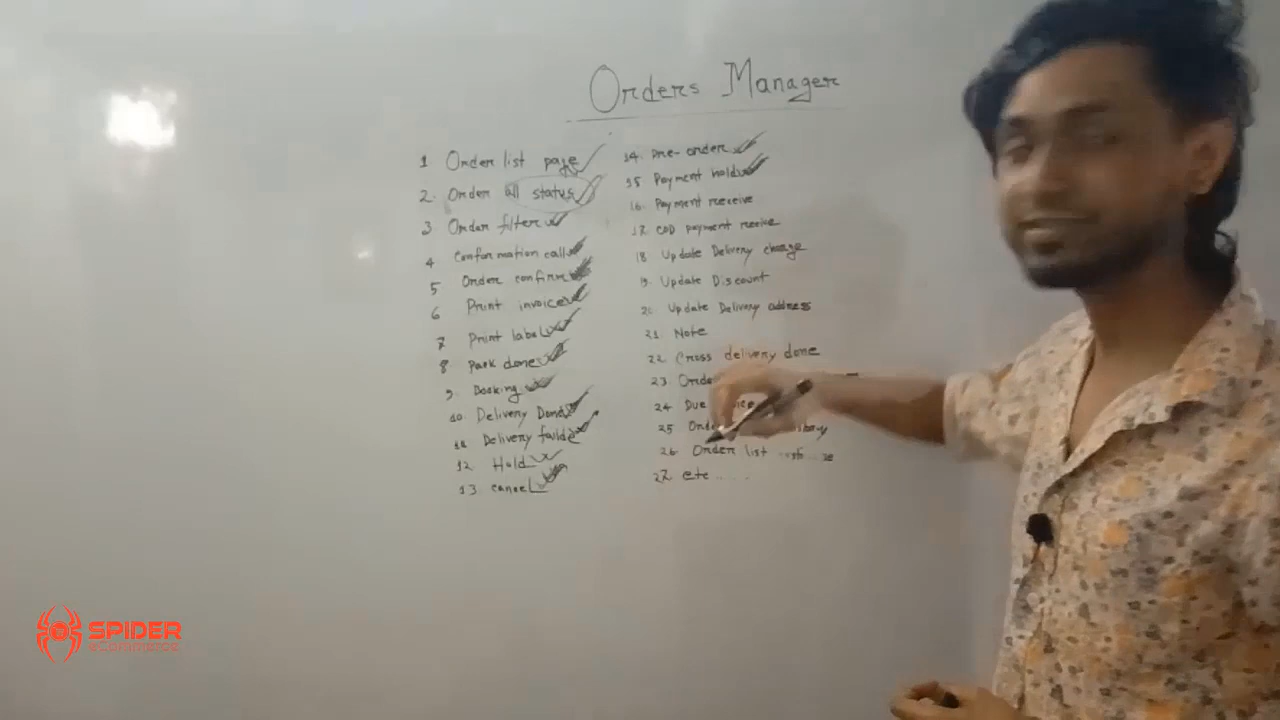 Orders Manager
1 Order list page
2. Order all status
3 Order filter
4 Conformation call
5 Order confirm
6 Print invoice
7 Print label
8 Pack done
9. Booking
10. Delivery Done
11 Delivery faild
12 Hold
13 cancel
14. Pre-order
15 Payment hold
16. Payment receive
17. COD payment receive
18 Update Delivery charge
19. Update Discount
20 Update Delivery address
21 Note
22 Cross delivery done
23
24 Due
25
26 Order list
27 etc .....
SPIDER
eCOMMERCE